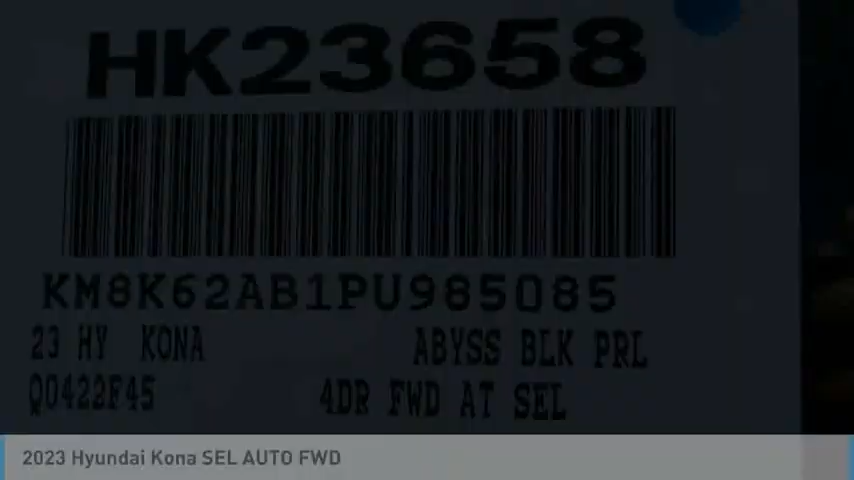 HK23658
KM8K62AB1PU985085
23 HY KONA ABYSS BLK PRL
Q0422F45 4DR FWD AT SEL
2023 Hyundai Kona SEL AUTO FWD